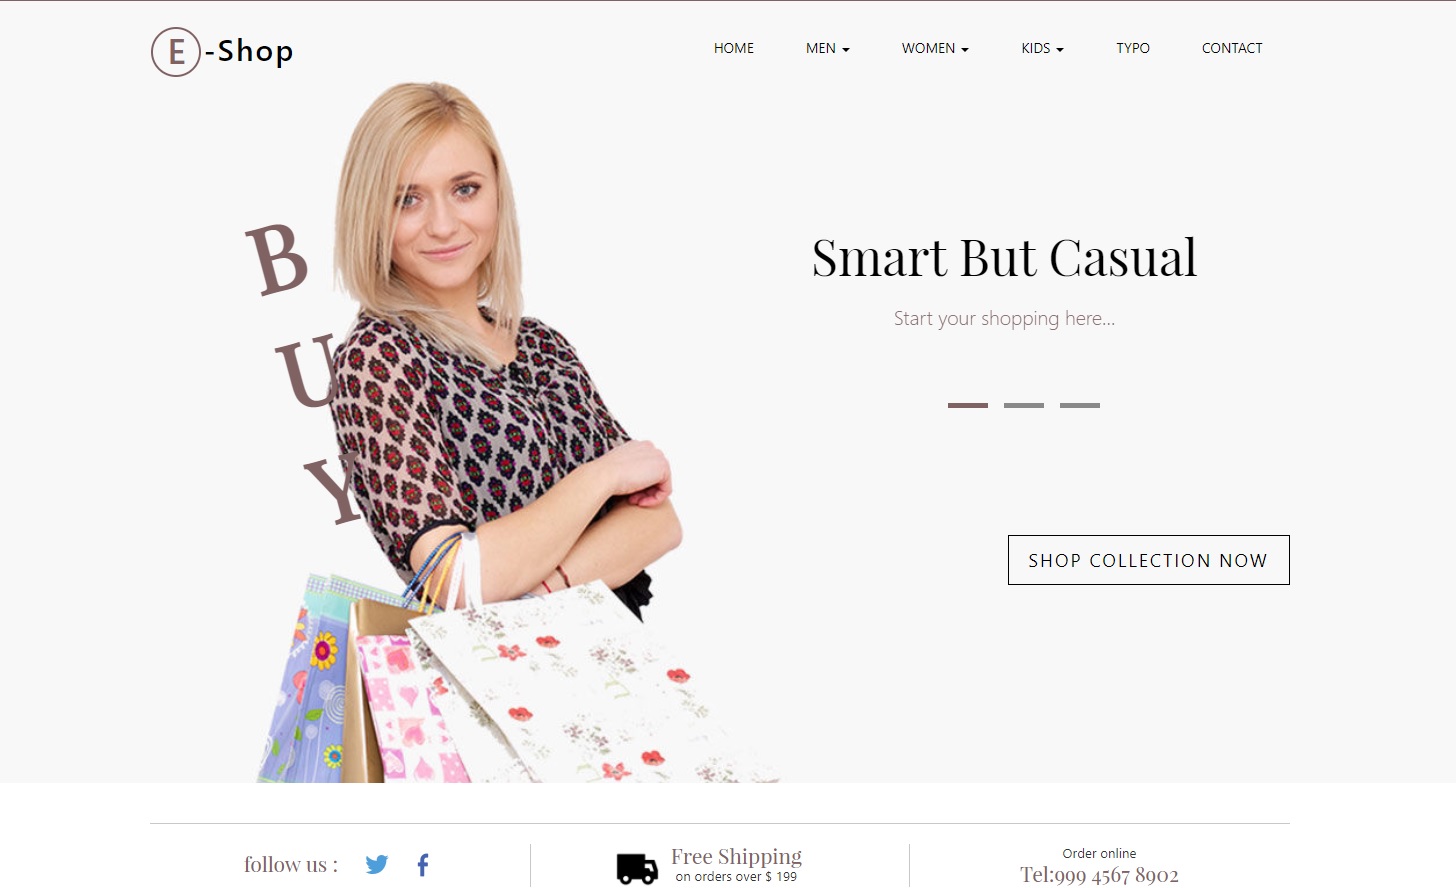 E-Shop
HOME MEN WOMEN KIDS TYPO CONTACT
BUY
Smart But Casual
Start your shopping here...
SHOP COLLECTION NOW
follow us :
Free Shipping
on orders over $ 199
Order online
Tel:999 4567 8902